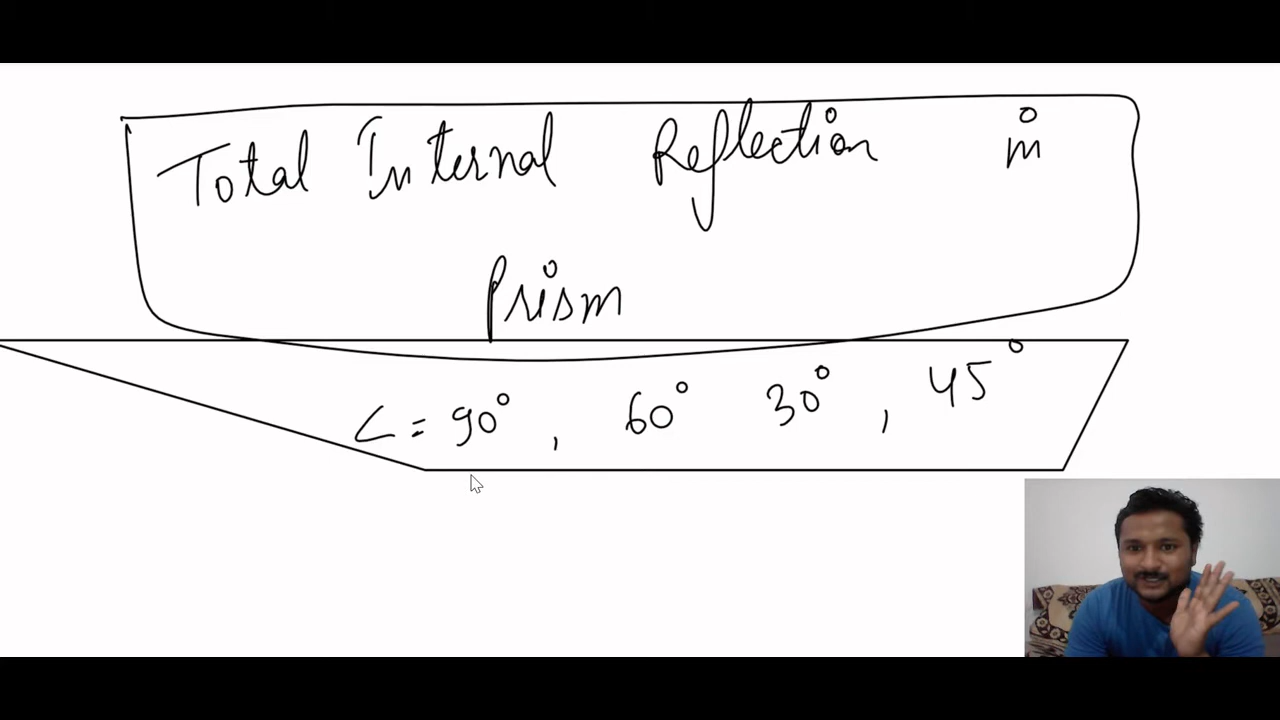 Total Internal Reflection in
Prism
∠ = 90°, 60° 30°, 45°